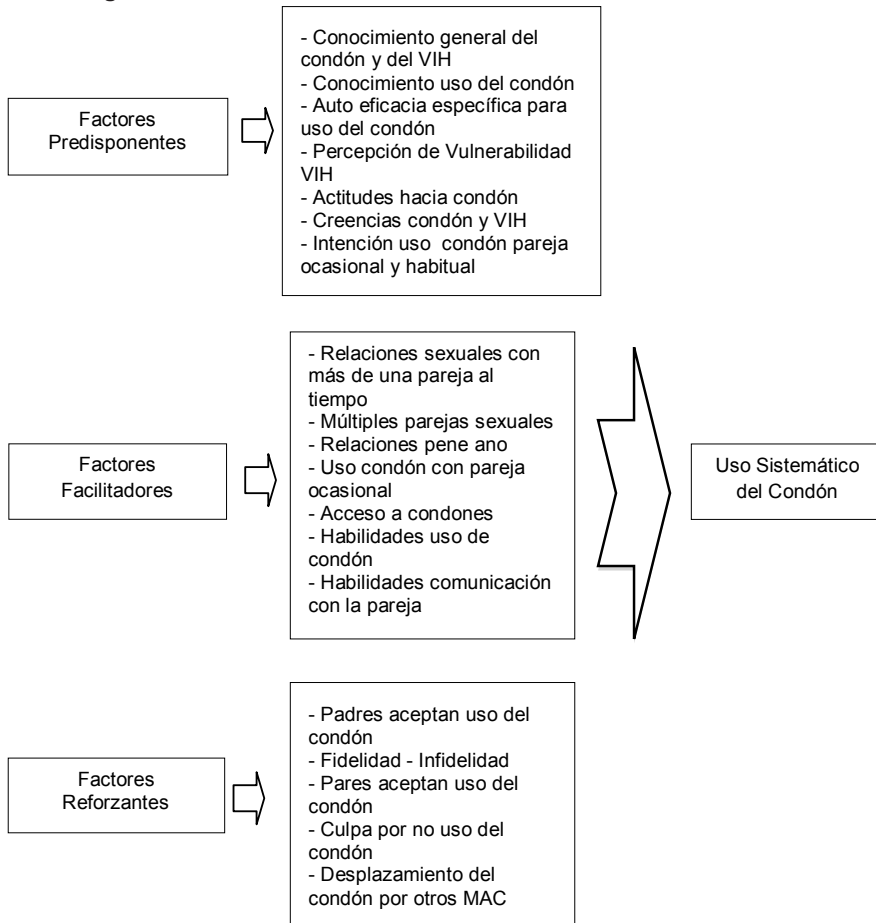 Factores
Predisponentes
- Conocimiento general del
condón y del VIH
- Conocimiento uso del condón
- Auto eficacia específica para
uso del condón
- Percepción de Vulnerabilidad
VIH
- Actitudes hacia condón
- Creencias condón y VIH
- Intención uso condón pareja
ocasional y habitual
Factores
Facilitadores
- Relaciones sexuales con
más de una pareja al
tiempo
- Múltiples parejas sexuales
- Relaciones pene ano
- Uso condón con pareja
ocasional
- Acceso a condones
- Habilidades uso de
condón
- Habilidades comunicación
con la pareja
Uso Sistemático
del Condón
Factores
Reforzantes
- Padres aceptan uso del
condón
- Fidelidad - Infidelidad
- Pares aceptan uso del
condón
- Culpa por no uso del
condón
- Desplazamiento del
condón por otros MAC